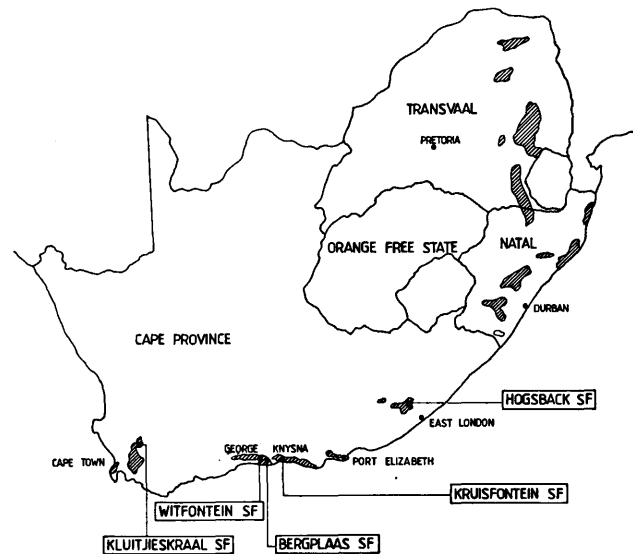 TRANSVAAL
PRETORIA
ORANGE FREE STATE
NATAL
DURBAN
CAPE PROVINCE
HOGSBACK SF
EAST LONDON
GEORGE
KNYSNA
CAPE TOWN
PORT ELIZABETH
KRUISFONTEIN SF
WITFONTEIN SF
KLUITJIESKRAAL SF
BERGPLAAS SF